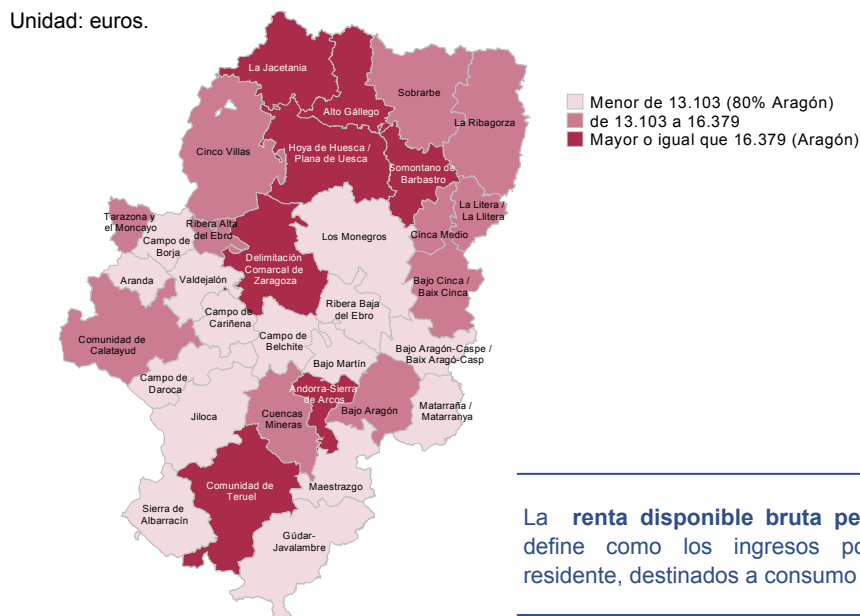 Unidad: euros.
La Jacetania
Alto Gállego
Sobrarbe
La Ribagorza
Menor de 13.103 (80% Aragón)
de 13.103 a 16.379
Mayor o igual que 16.379 (Aragón)
Cinco Villas
Hoya de Huesca /
Plana de Uesca
Somontano de
Barbastro
La Litera /
La Llitera
Tarazona y
el Moncayo
Ribera Alta
del Ebro
Cinca Medio
Los Monegros
Campo de
Borja
Delimitación
Comarcal de
Zaragoza
Bajo Cinca /
Baix Cinca
Aranda
Valdejalón
Ribera Baja
del Ebro
Campo de
Cariñena
Comunidad de
Calatayud
Campo de
Belchite
Bajo Aragón-Caspe /
Baix Aragó-Casp
Bajo Martín
Campo de
Daroca
Andorra-Sierra
de Arcos
Bajo Aragón
Matarraña /
Matarranya
Jiloca
Cuencas
Mineras
Comunidad de
Teruel
Maestrazgo
Sierra de
Albarracín
Gúdar-
Javalambre
La renta disponible bruta pe
define como los ingresos po
residente, destinados a consumo